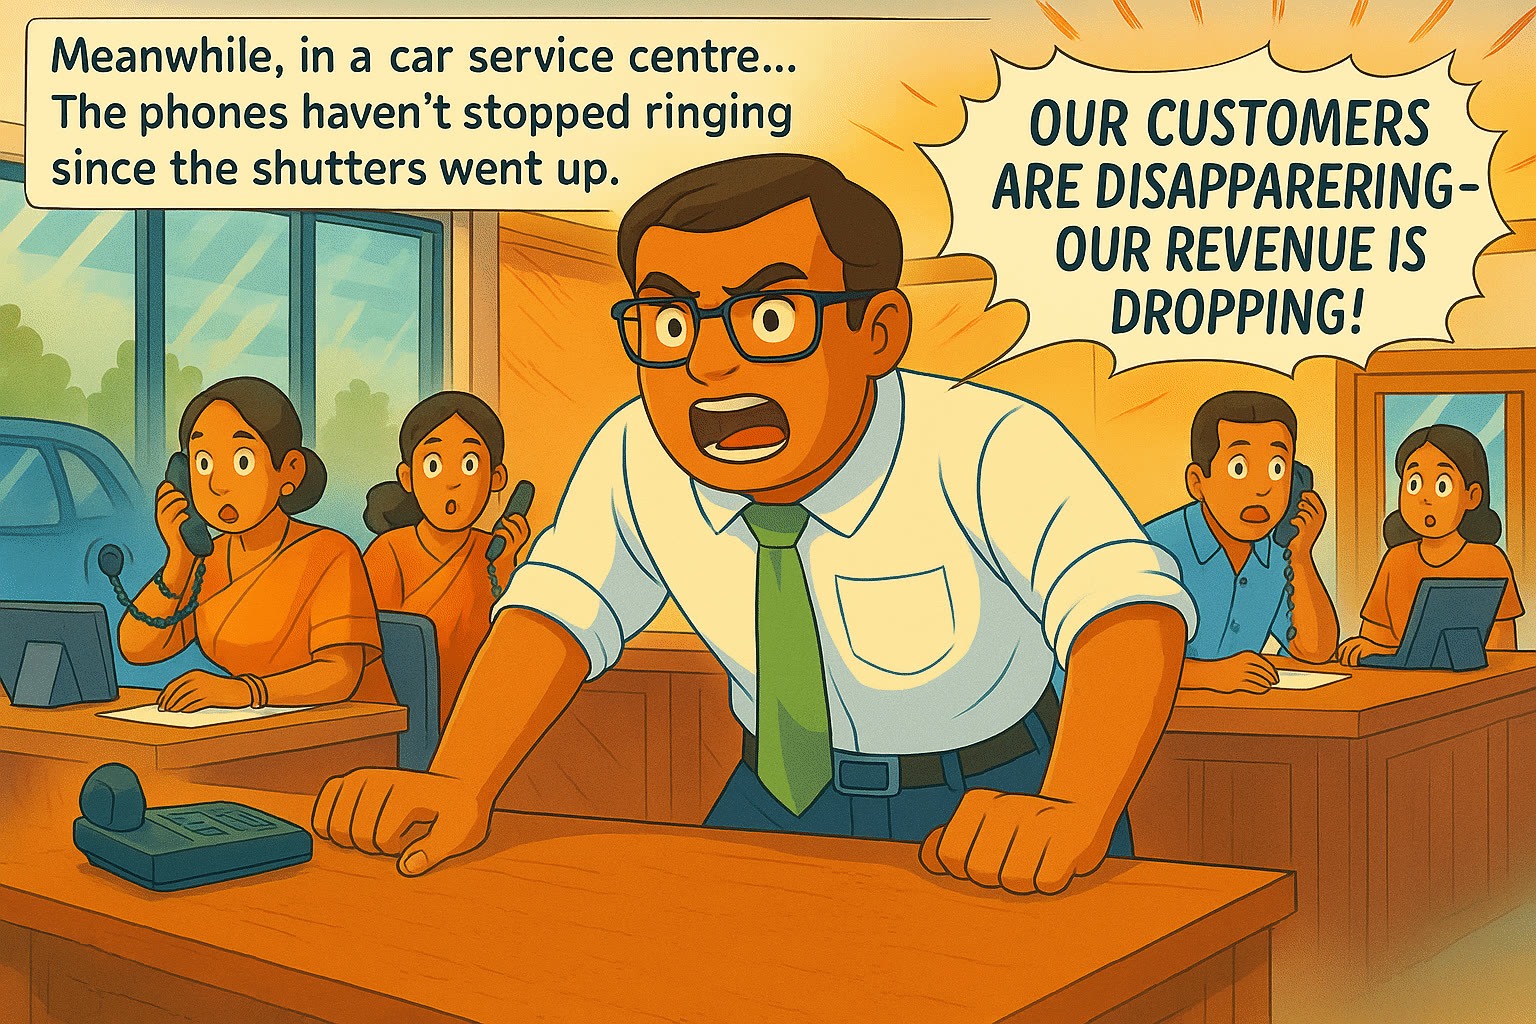 Meanwhile, in a car service centre...
The phones haven't stopped ringing
since the shutters went up.
OUR CUSTOMERS
ARE DISAPPARERING-
OUR REVENUE IS
DROPPING!